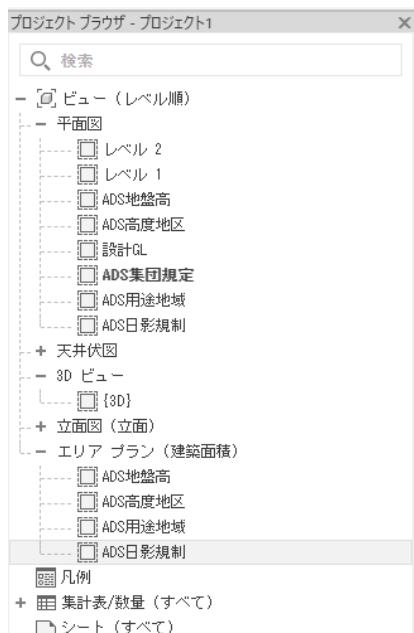 プロジェクト ブラウザ - プロジェクト1
検索
ビュー (レベル順)
平面図
レベル 2
レベル 1
ADS地盤高
ADS高度地区
設計GL
ADS集団規定
ADS用途地域
ADS日影規制
天井伏図
3D ビュー
{3D}
立面図 (立面)
エリア プラン (建築面積)
ADS地盤高
ADS高度地区
ADS用途地域
ADS日影規制
凡例
集計表/数量 (すべて)
シート (すべて)